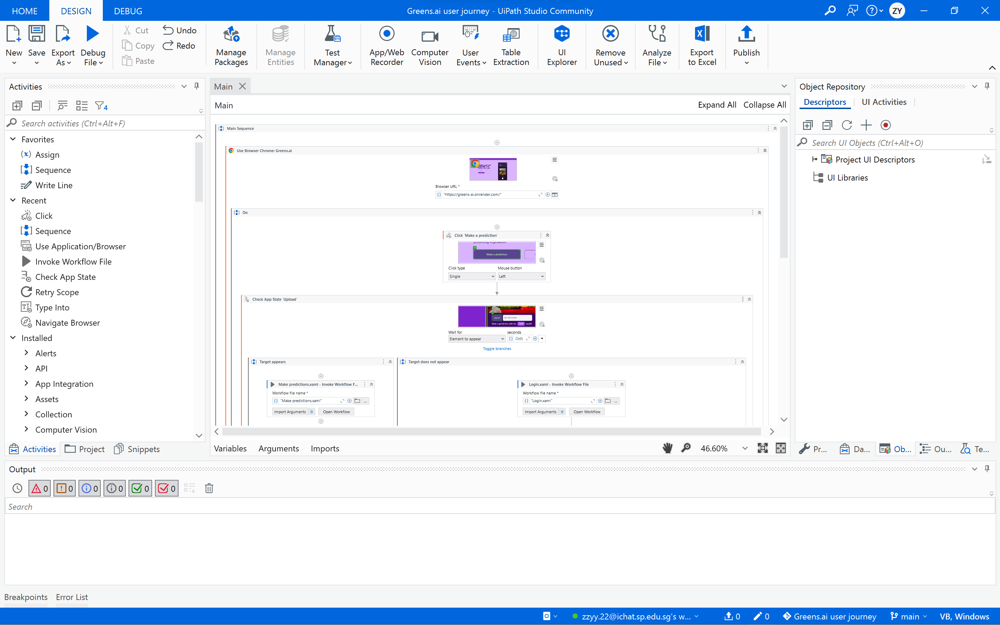 HOME DESIGN DEBUG Greens.ai user journey - UiPath Studio Community ZY
New Save Export As Debug File
Cut
Copy
Paste
Undo
Redo
Manage Packages
Manage Entities
Test Manager
App/Web Recorder
Computer Vision
User Events
Table Extraction
UI Explorer
Remove Unused
Analyze File
Export to Excel
Publish
Activities
4
Search activities (Ctrl+Alt+F)
Favorites
Assign
Sequence
Write Line
Recent
Click
Sequence
Use Application/Browser
Invoke Workflow File
Check App State
Retry Scope
Type Into
Navigate Browser
Installed
Alerts
API
App Integration
Assets
Collection
Computer Vision
Activities Project Snippets
Main
Main Expand All Collapse All
Main Sequence
Use Browser Chrome: Greens.ai
Browser URL *
"https://greens-ai.onrender.com/"
Do
Click 'Make a prediction'
predicting vegetables.
Make a prediction
Click type Mouse button
Single Left
Check App State 'Upload'
Upload No file chosen
Make a prediction with the model
Wait for seconds
Element to appear Defa
Toggle branches
Target appears
Make predictions.xaml - Invoke Workflow F...
Workflow file name *
"Make predictions.xaml"
Import Arguments 0 Open Workflow
Target does not appear
Login.xaml - Invoke Workflow File
Workflow file name *
"Login.xaml"
Import Arguments 0 Open Workflow
Variables Arguments Imports 46.60%
Object Repository
Descriptors UI Activities
Search UI Objects (Ctrl+Alt+O)
Project UI Descriptors
UI Libraries
Pr... Da... Ob... Ou... Te...
Output
0 0 0 0 0 0
Search
Breakpoints Error List
zzyy.22@ichat.sp.edu.sg's w... 0 0 Greens.ai user journey main VB, Windows